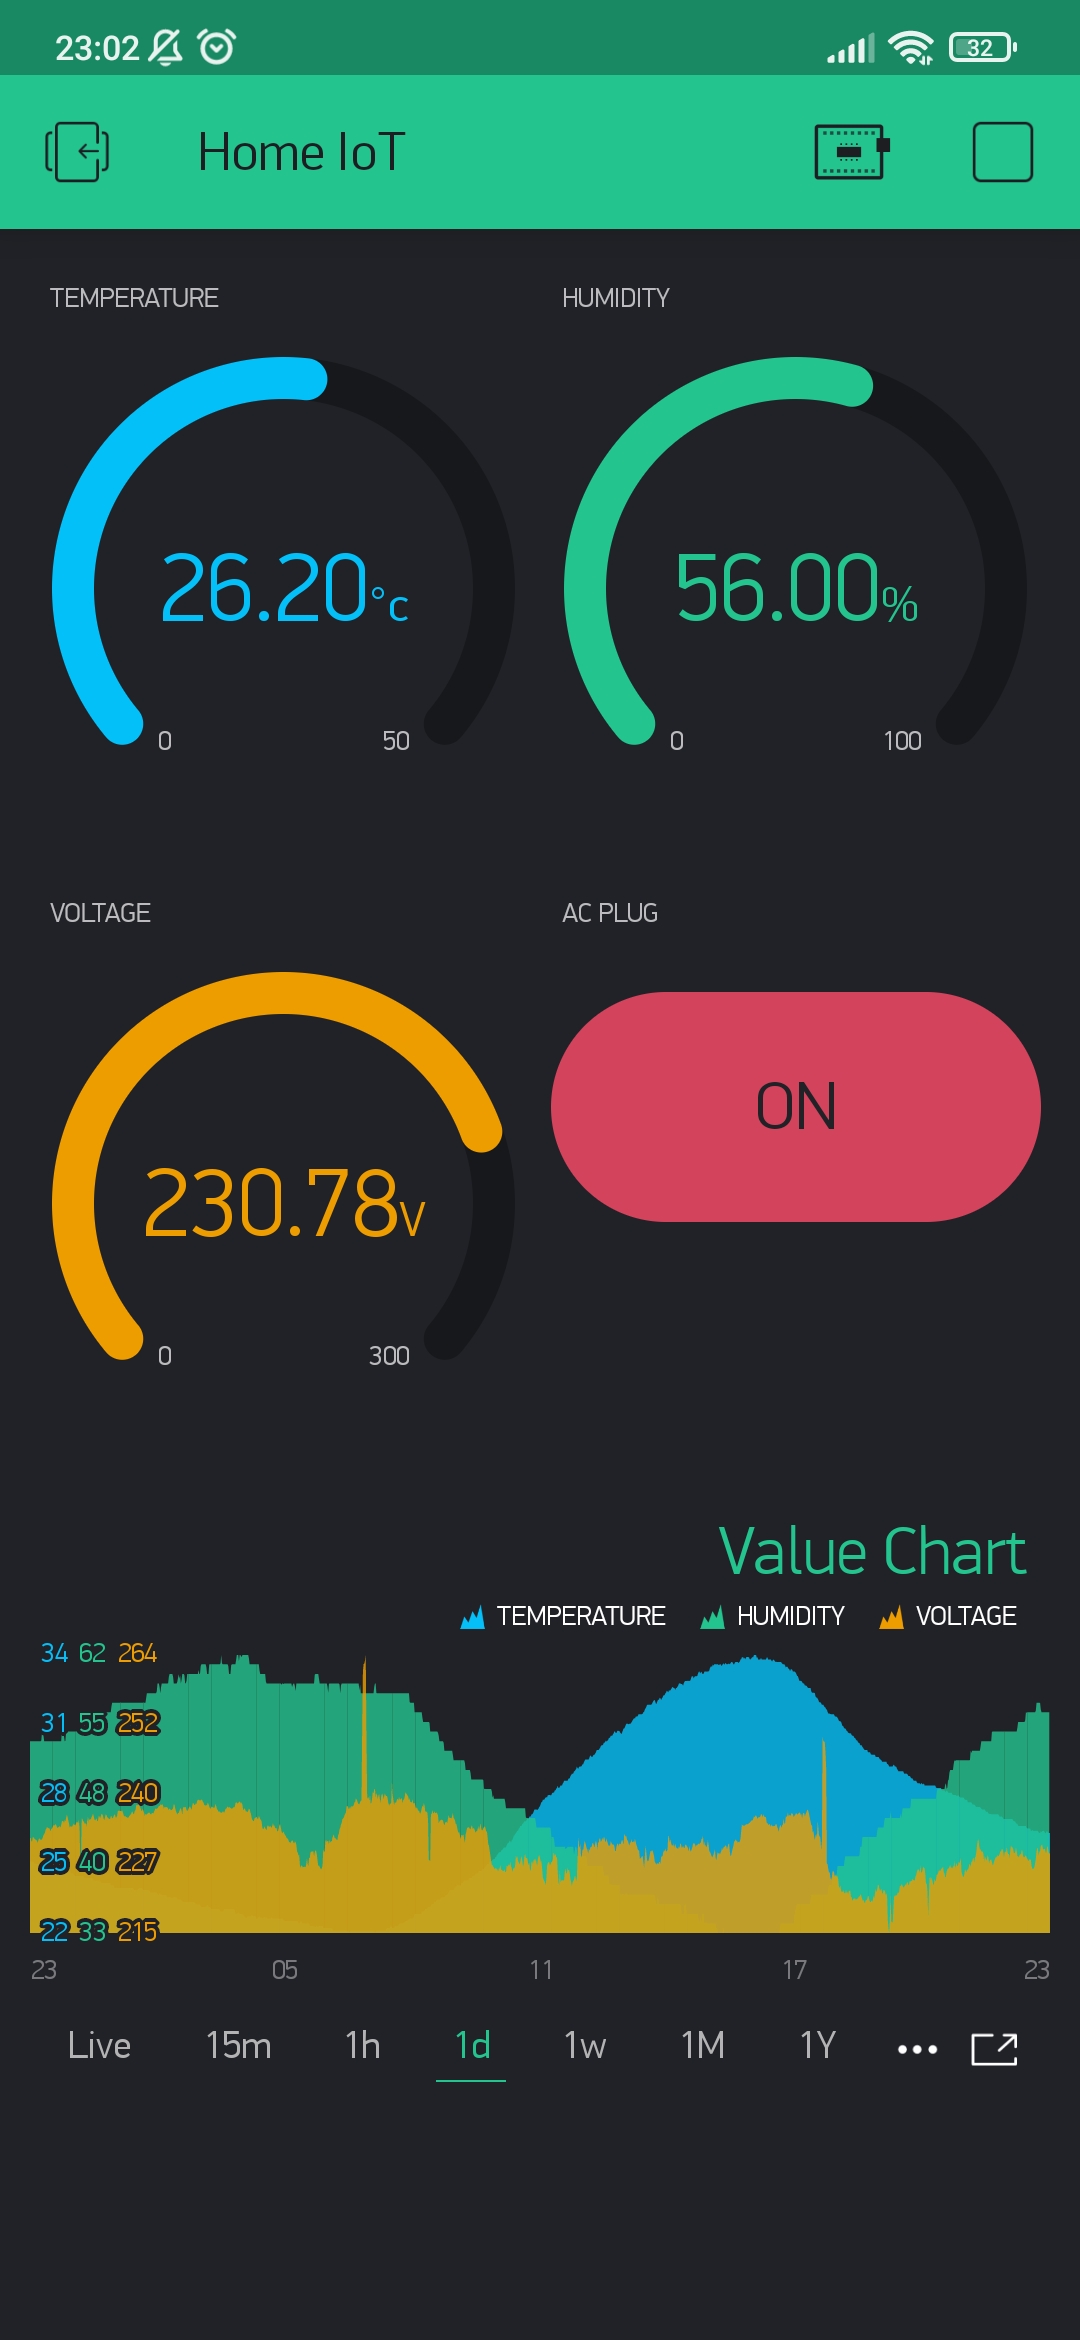 23:02 32
Home IoT
TEMPERATURE HUMIDITY
26.20°c 56.00%
0 50 0 100
VOLTAGE AC PLUG
ON
230.78V
0 300
Value Chart
TEMPERATURE HUMIDITY VOLTAGE
34 62 264
31 55 252
28 48 240
25 40 227
22 33 215
23 05 11 17 23
Live 15m 1h 1d 1w 1M 1Y •••